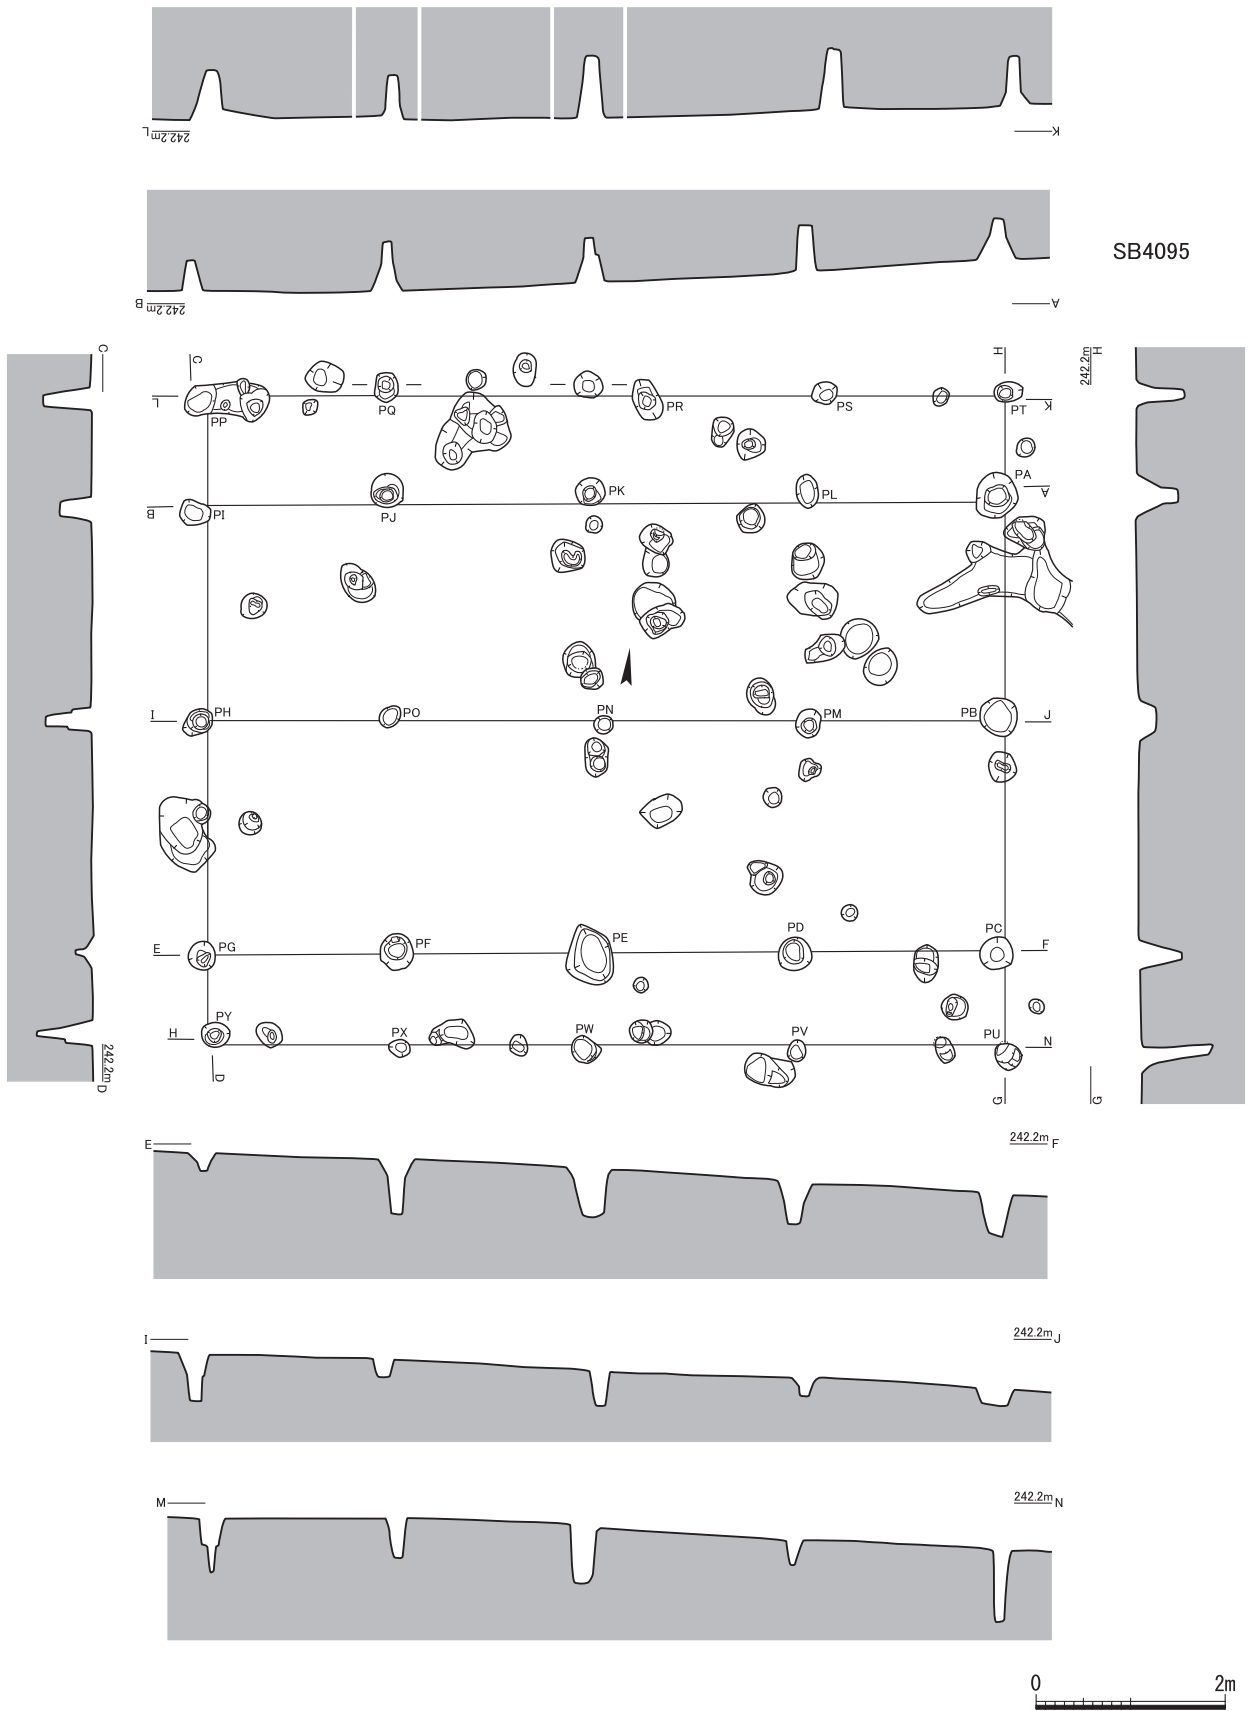 L 242.2m K
B 242.2m A
SB4095
C C H H 242.2m
L PP PQ PR PS PT K
PA
B PI PJ PK PL A
I PH PO PN PM PB J
E PG PF PE PD PC F
H PY PX PW PV PU N
242.2m D D G G
E 242.2m F
I 242.2m J
M 242.2m N
0 2m